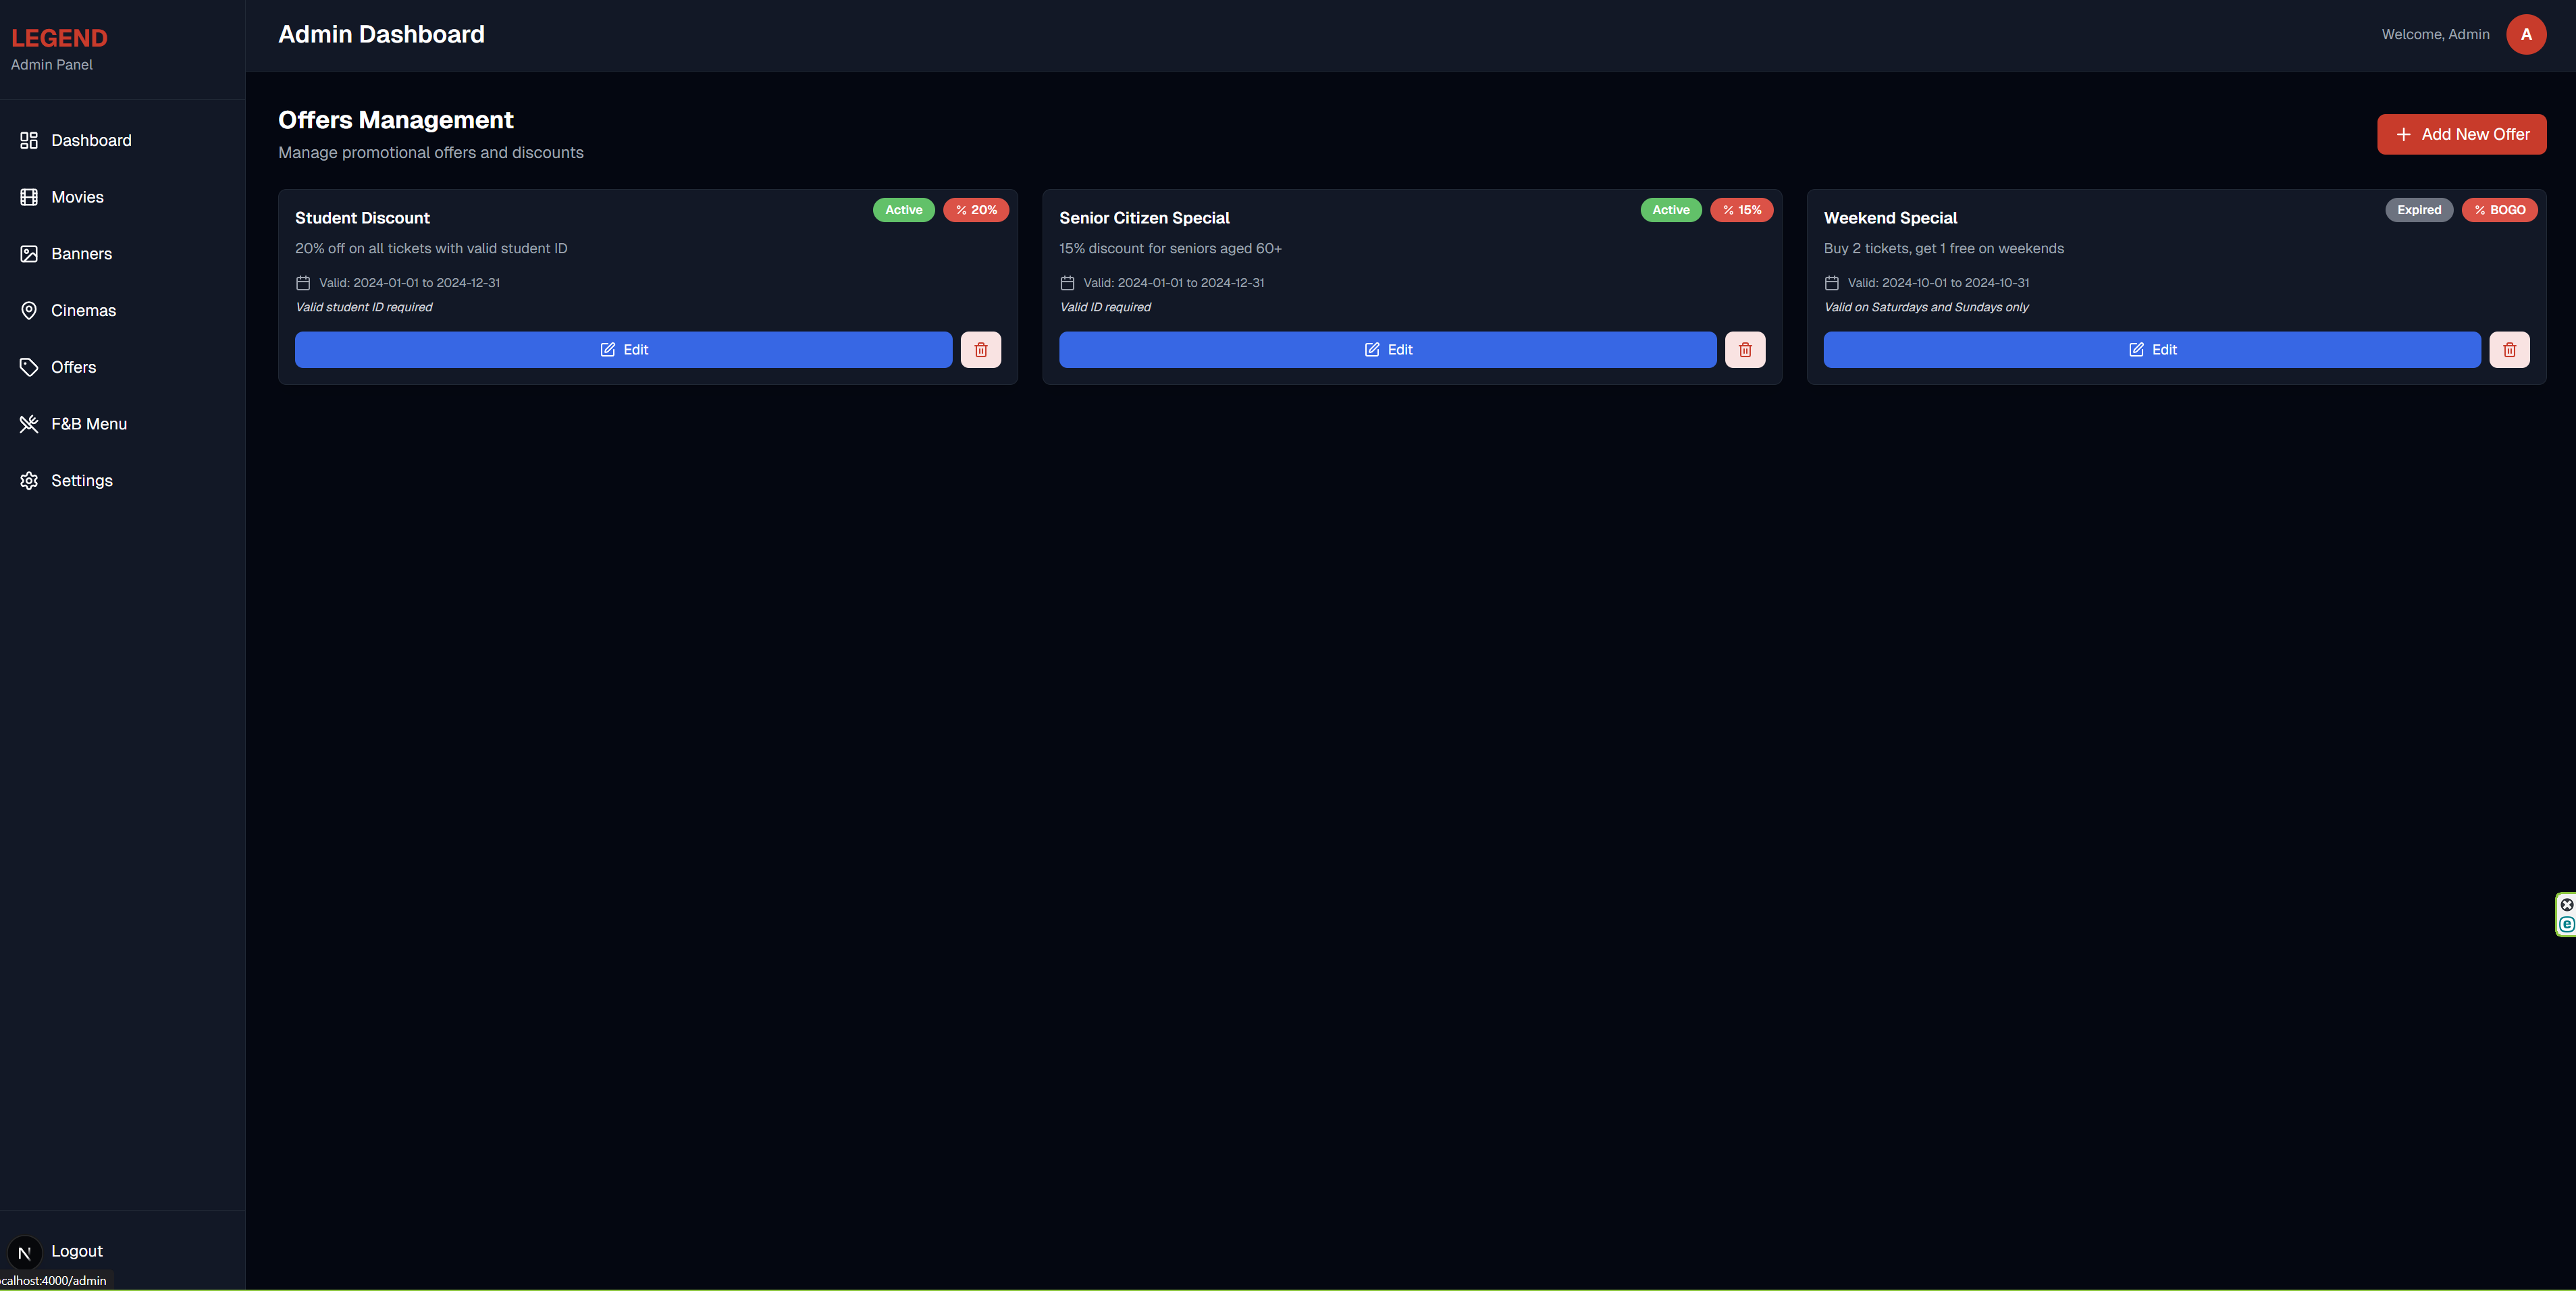 LEGEND
Admin Panel
Dashboard
Movies
Banners
Cinemas
Offers
F&B Menu
Settings
Logout
ocalhost:4000/admin
Admin Dashboard
Welcome, Admin
A
Offers Management
Manage promotional offers and discounts
Add New Offer
Student Discount
Active
% 20%
20% off on all tickets with valid student ID
Valid: 2024-01-01 to 2024-12-31
Valid student ID required
Edit
Senior Citizen Special
Active
% 15%
15% discount for seniors aged 60+
Valid: 2024-01-01 to 2024-12-31
Valid ID required
Edit
Weekend Special
Expired
% BOGO
Buy 2 tickets, get 1 free on weekends
Valid: 2024-10-01 to 2024-10-31
Valid on Saturdays and Sundays only
Edit